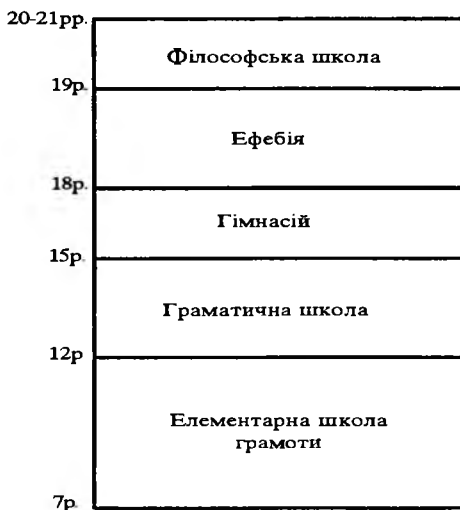 20-21рр.
Філософська школа
19р.
Ефебія
18р.
Гімнасій
15р.
Граматична школа
12р
Елементарна школа
грамоти
7р.